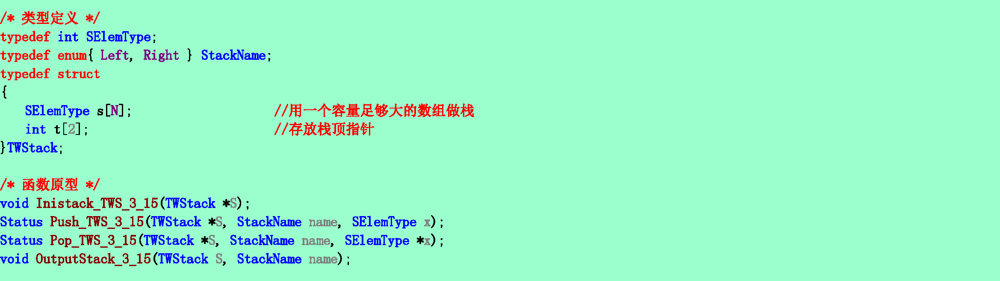 /* 类型定义 */
typedef int SElemType;
typedef enum{ Left, Right } StackName;
typedef struct
{
    SElemType s[N];                    //用一个容量足够大的数组做栈
    int t[2];                          //存放栈顶指针
}TWStack;
/* 函数原型 */
void Inistack_TWS_3_15(TWStack *S);
Status Push_TWS_3_15(TWStack *S, StackName name, SElemType x);
Status Pop_TWS_3_15(TWStack *S, StackName name, SElemType *x);
void OutputStack_3_15(TWStack S, StackName name);